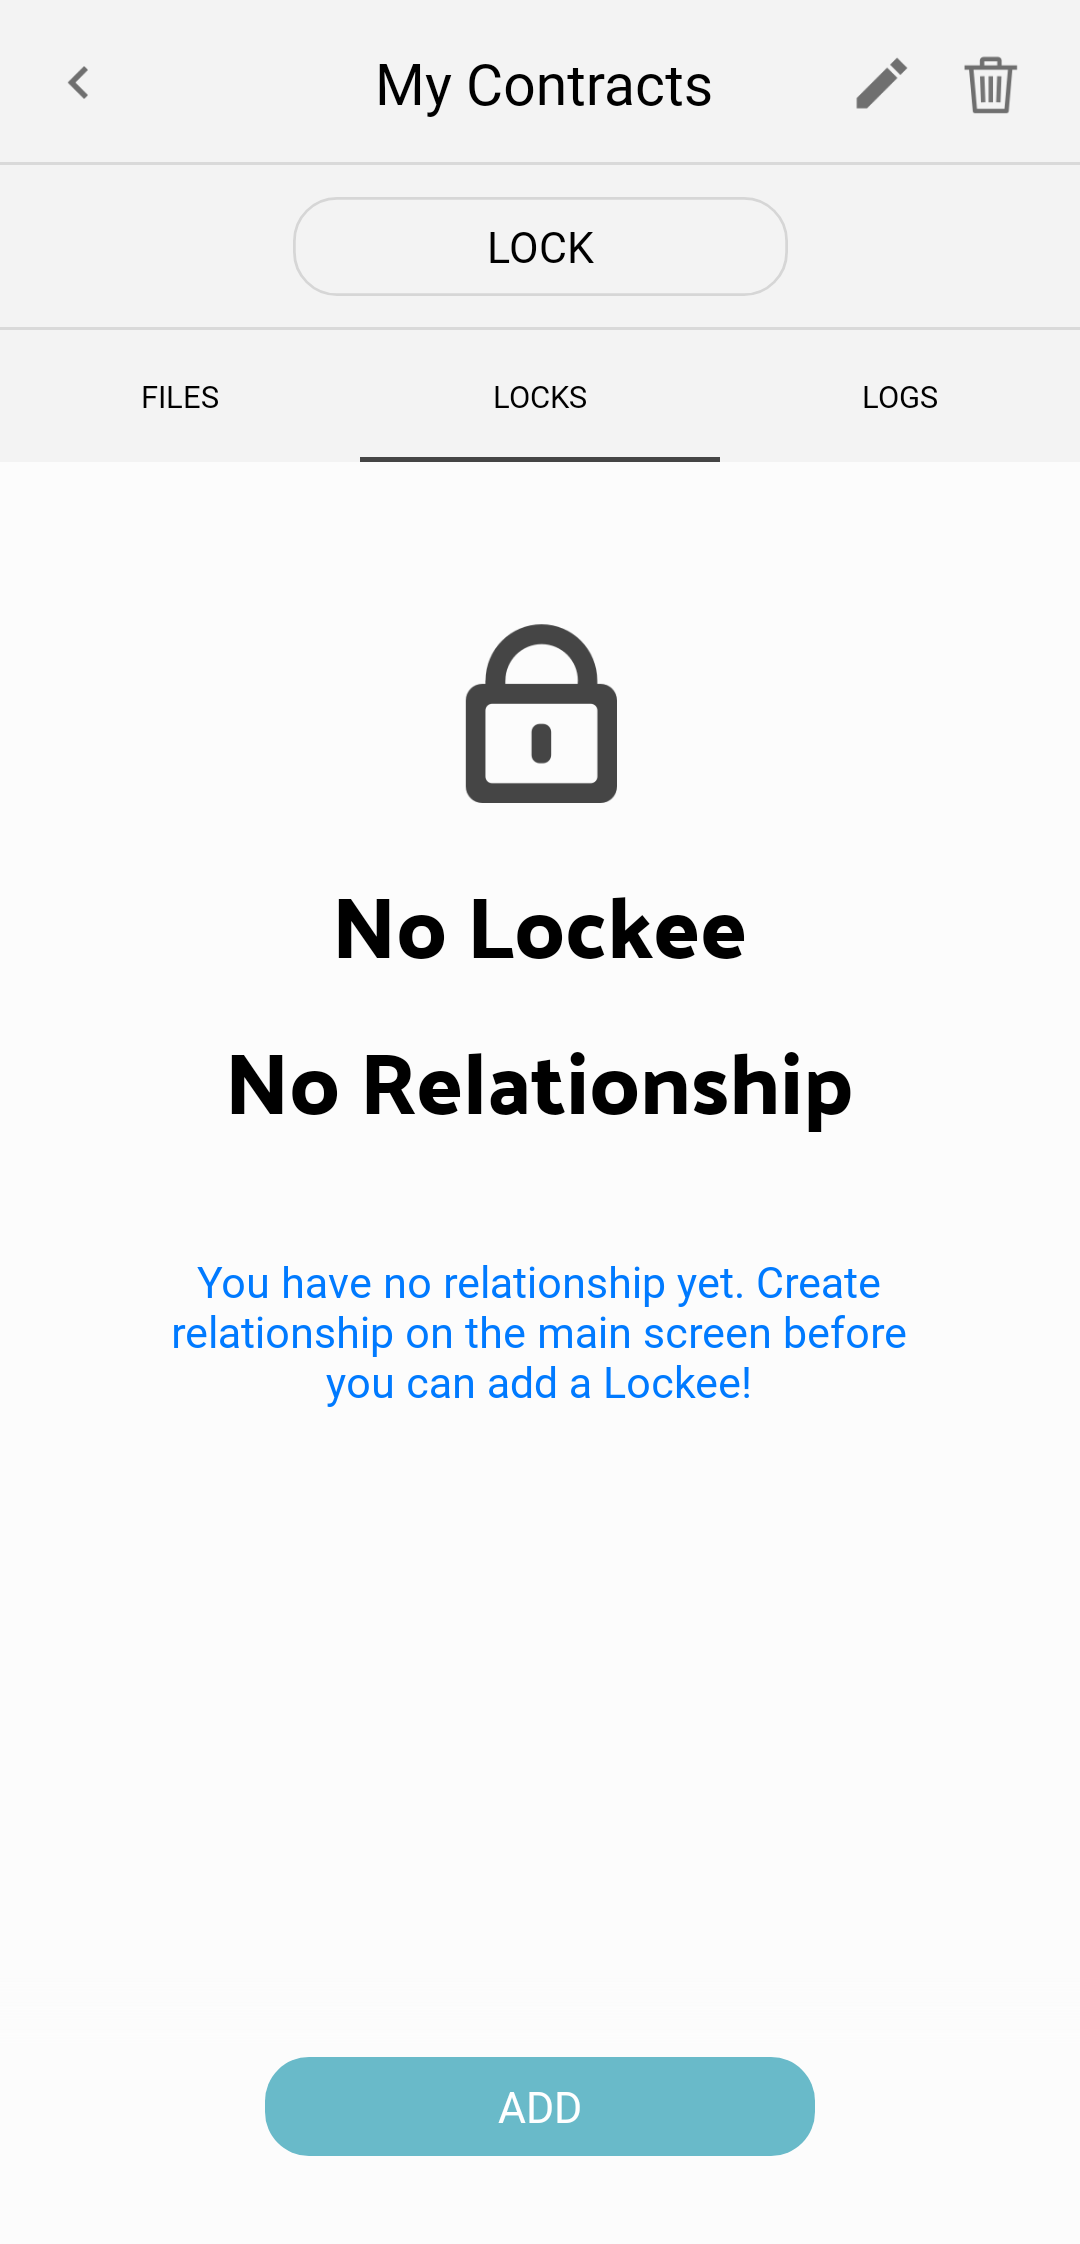 My Contracts
LOCK
FILES
LOCKS
LOGS
No Lockee
No Relationship
You have no relationship yet. Create
relationship on the main screen before
you can add a Lockee!
ADD